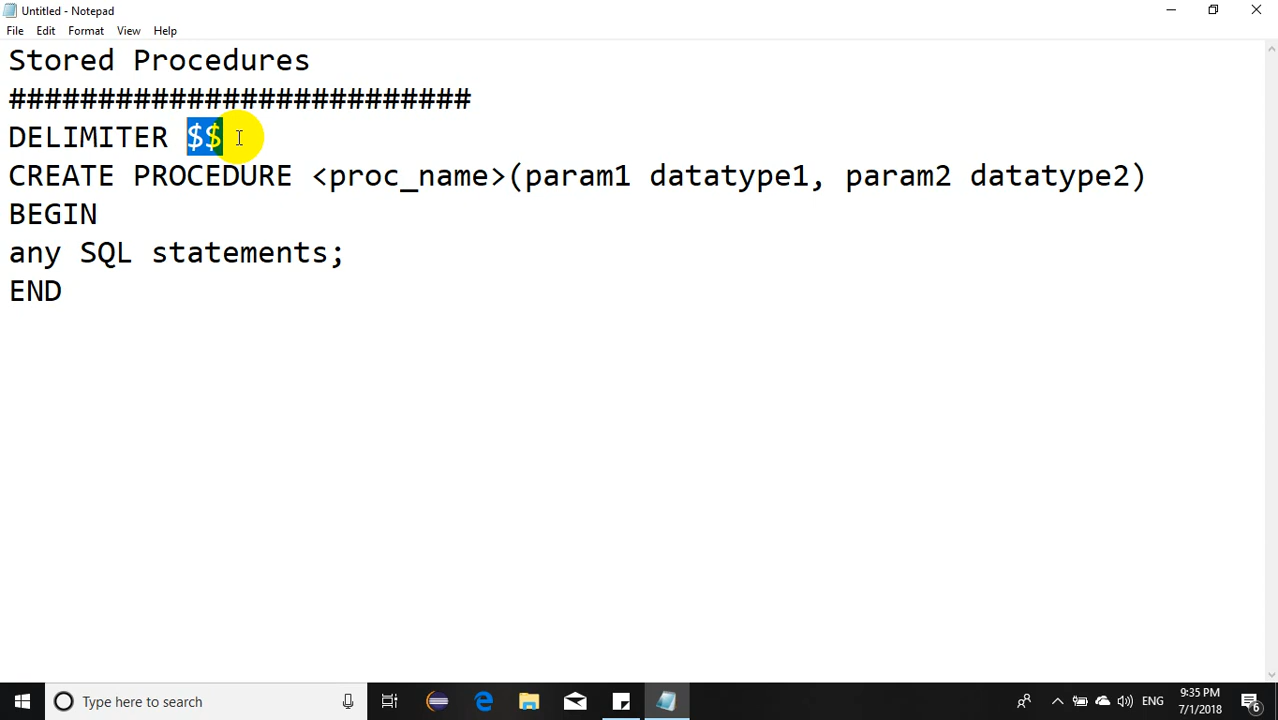 Untitled - Notepad
File Edit Format View Help
Stored Procedures
##########################
DELIMITER $$
CREATE PROCEDURE <proc_name>(param1 datatype1, param2 datatype2)
BEGIN
any SQL statements;
END
Type here to search
ENG
9:35 PM
7/1/2018
6